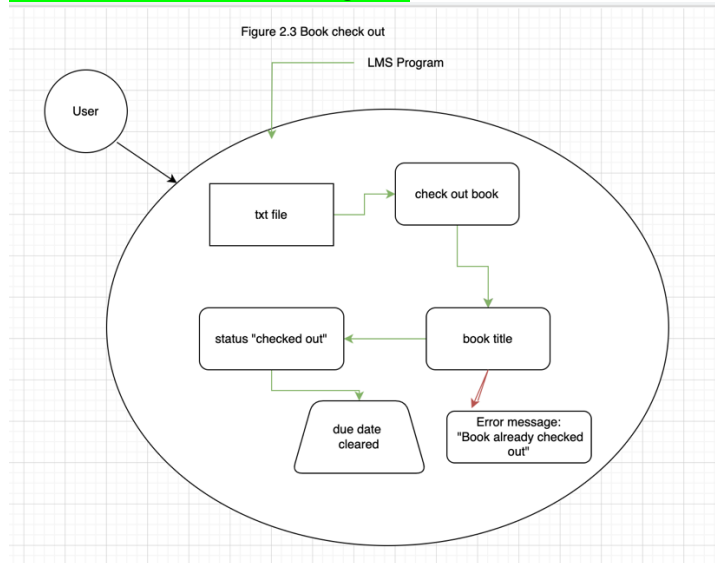 Figure 2.3 Book check out
LMS Program
User
txt file
check out book
status "checked out"
book title
due date
cleared
Error message:
"Book already checked
out"